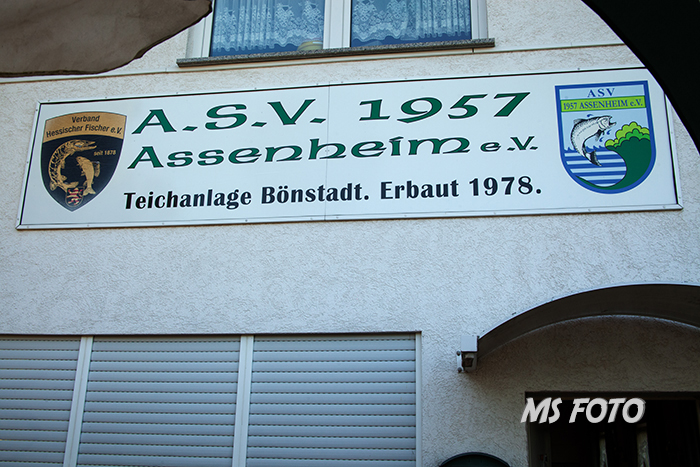 Verband
Hessischer Fischer e.V.
seit 1878
A.S.V. 1957
Assenheim e.V.
Teichanlage Bönstadt. Erbaut 1978.
ASV
1957 ASSENHEIM e.V.
MS FOTO